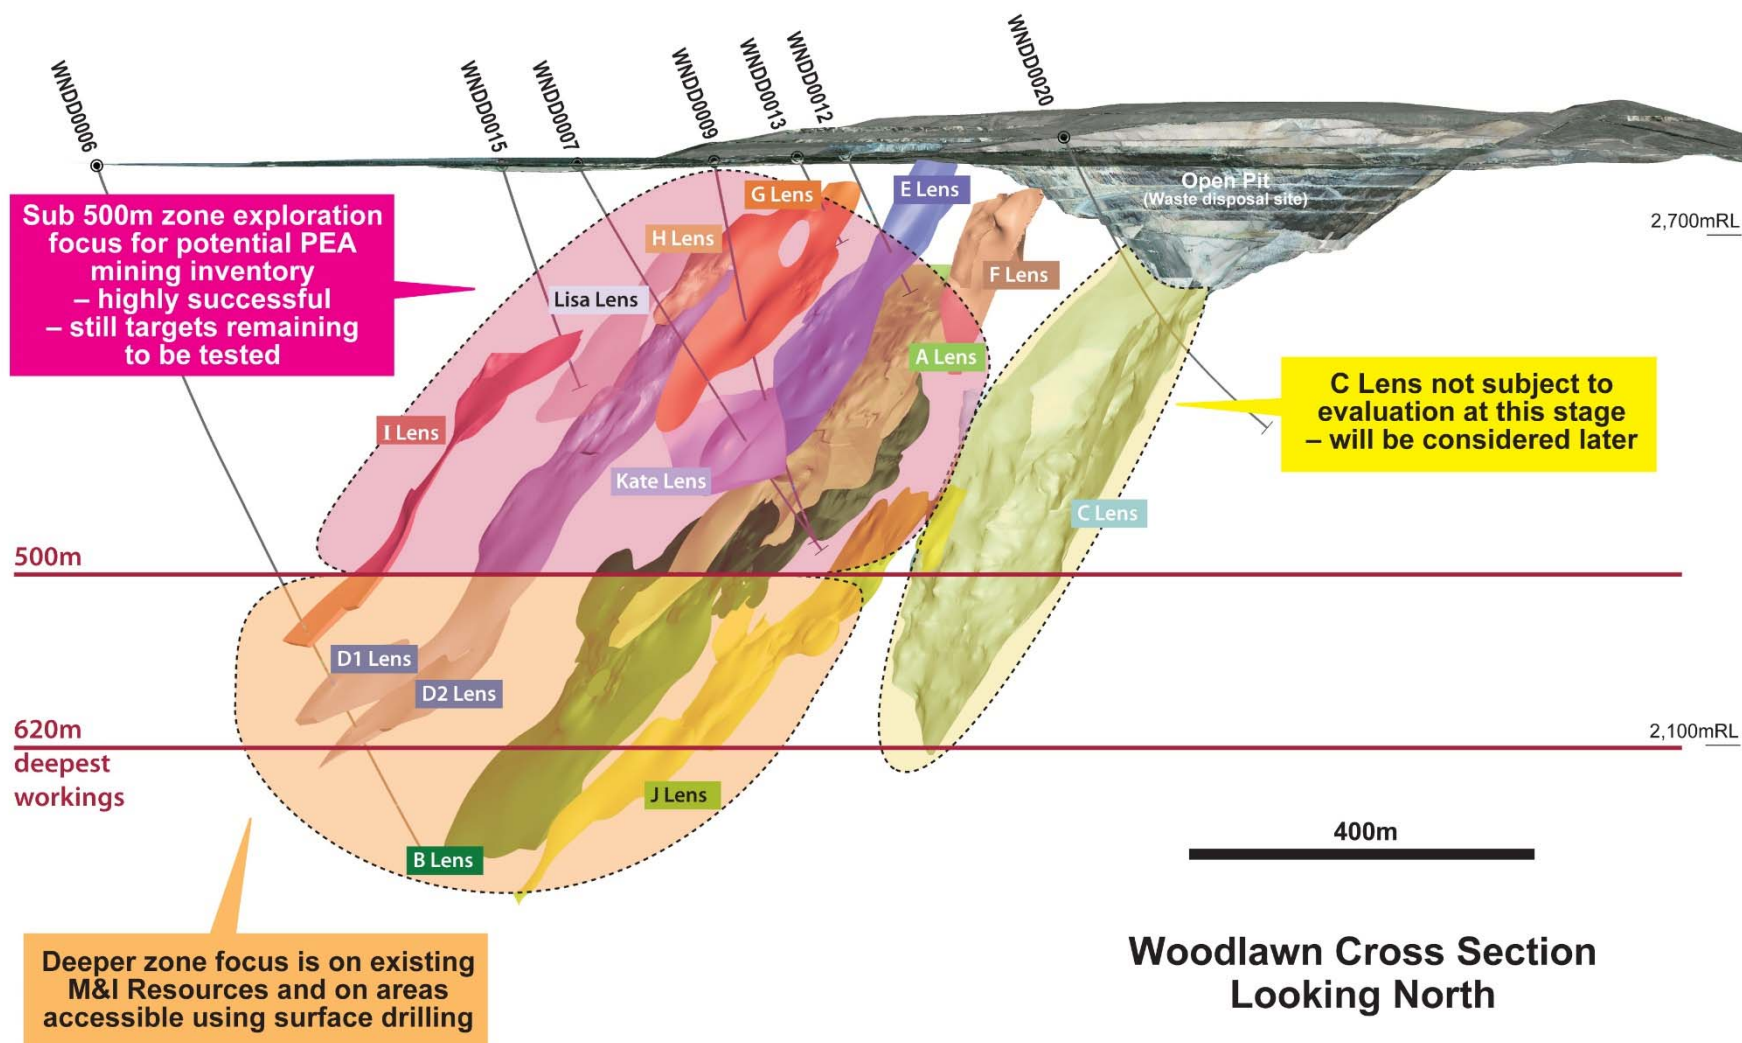 WNDD0006
WNDD0015
WNDD0007
WNDD0009
WNDD0013
WNDD0012
WNDD0020
Sub 500m zone exploration
focus for potential PEA
mining inventory
– highly successful
– still targets remaining
to be tested
G Lens
E Lens
H Lens
Lisa Lens
F Lens
A Lens
I Lens
Kate Lens
C Lens
Open Pit
(Waste disposal site)
2,700mRL
C Lens not subject to
evaluation at this stage
– will be considered later
500m
D1 Lens
D2 Lens
620m
deepest
workings
2,100mRL
J Lens
B Lens
400m
Deeper zone focus is on existing
M&I Resources and on areas
accessible using surface drilling
Woodlawn Cross Section
Looking North